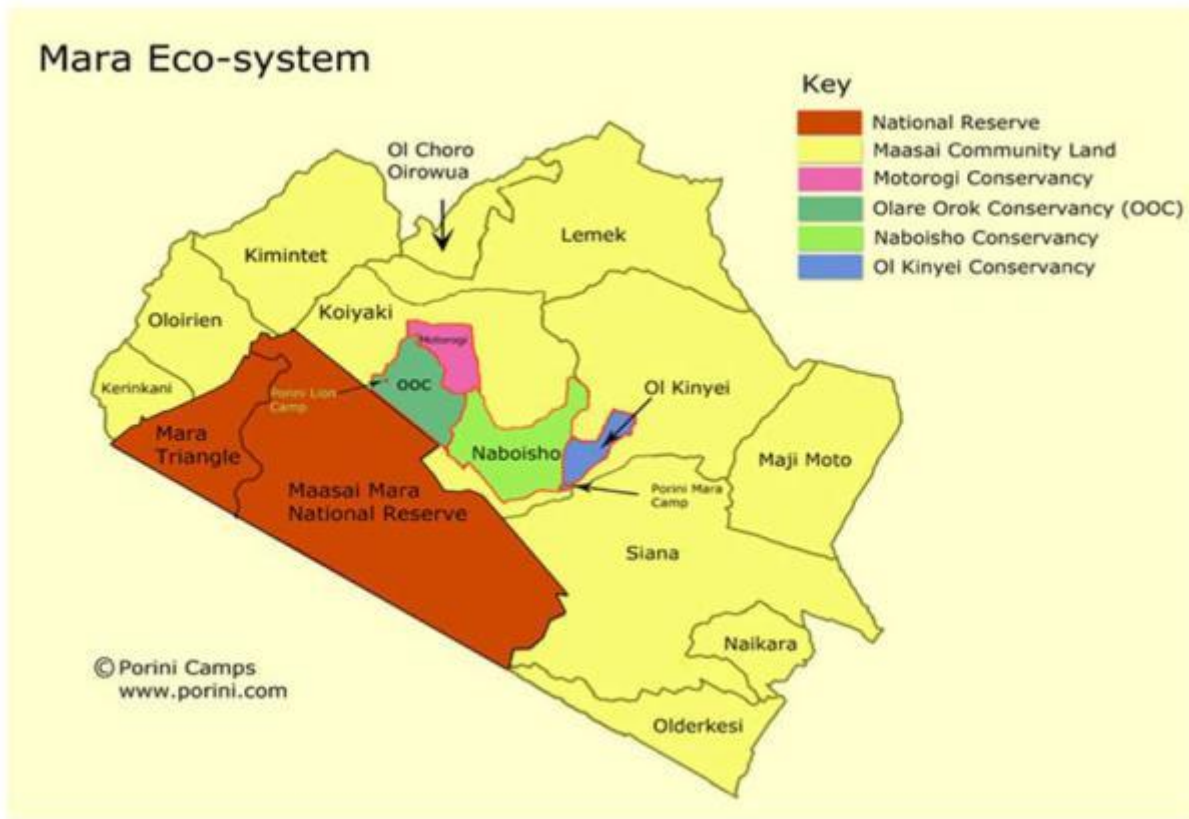 Mara Eco-system
Key
National Reserve
Maasai Community Land
Motorogi Conservancy
Olare Orok Conservancy (OOC)
Naboisho Conservancy
Ol Kinyei Conservancy
Ol Choro
Oirowua
Lemek
Kimintet
Koiyaki
Oloirien
Motorogi
Kerinkani
Porini Lion
Camp
OOC
Ol Kinyei
Mara
Triangle
Naboisho
Maji Moto
Maasai Mara
National Reserve
Porini Mara
Camp
Siana
Naikara
Olderkesi
© Porini Camps
www.porini.com